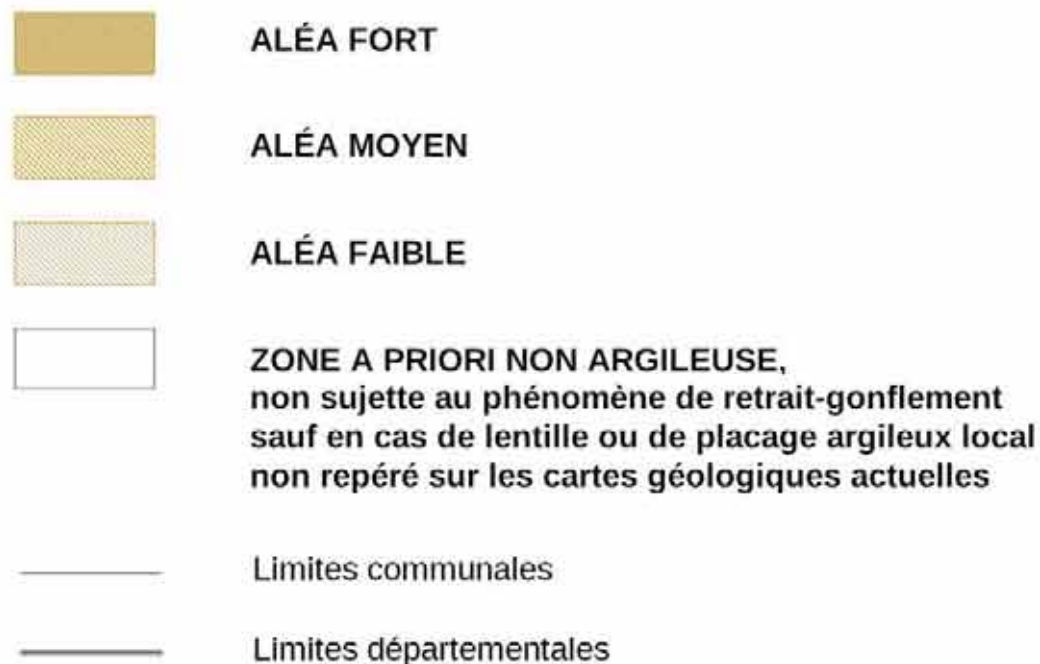 ALÉA FORT
ALÉA MOYEN
ALÉA FAIBLE
ZONE A PRIORI NON ARGILEUSE,
non sujette au phénomène de retrait-gonflement
sauf en cas de lentille ou de placage argileux local
non repéré sur les cartes géologiques actuelles
Limites communales
Limites départementales